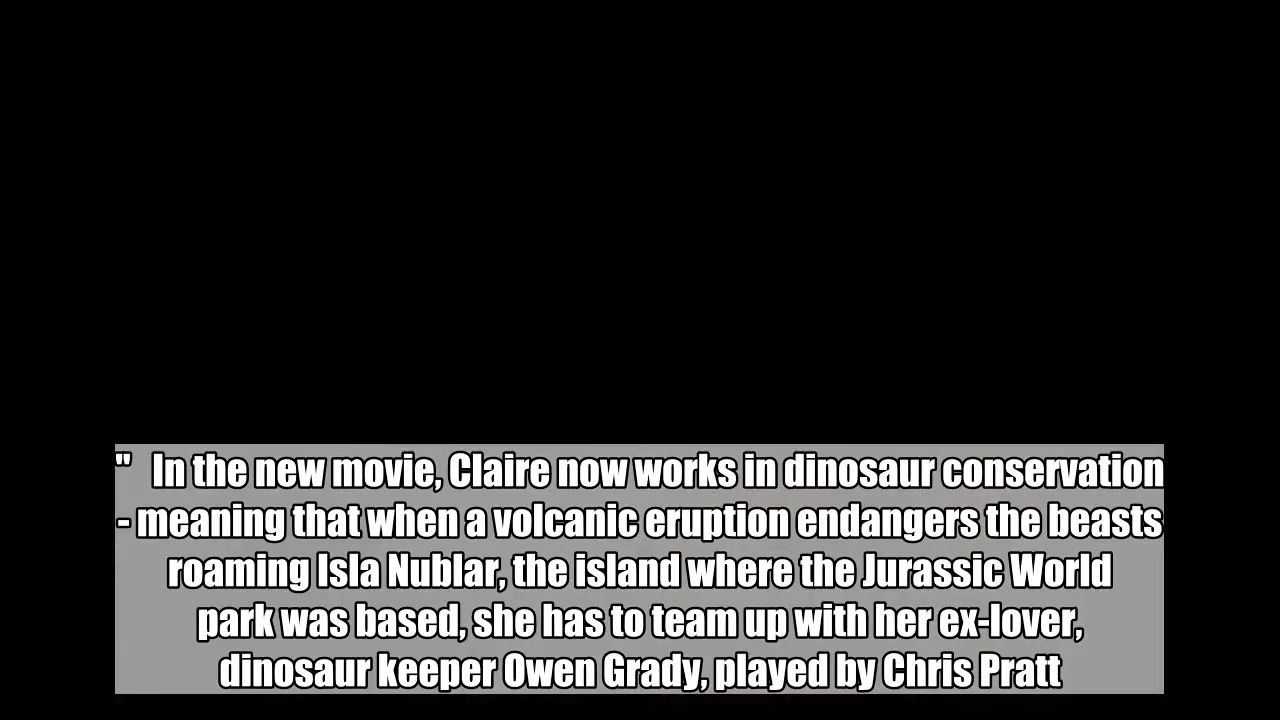 "   In the new movie, Claire now works in dinosaur conservation
- meaning that when a volcanic eruption endangers the beasts
roaming Isla Nublar, the island where the Jurassic World
park was based, she has to team up with her ex-lover,
dinosaur keeper Owen Grady, played by Chris Pratt